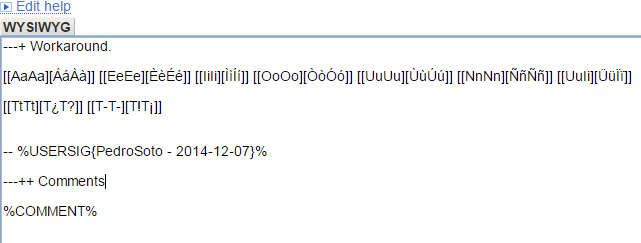 Edit help
WYSIWYG
---+ Workaround.
[[AaAa][ÁáÀà]] [[EeEe][ÈèÉé]] [[IiIi][ÌìÍí]] [[OoOo][ÒòÓó]] [[UuUu][ÙùÚú]] [[NnNn][ÑñÑñ]] [[UuIi][ÜüÏï]]
[[TtTt][T¿T?]] [[T-T-][T!T¡]]
-- %USERSIG{PedroSoto - 2014-12-07}%
---++ Comments
%COMMENT%